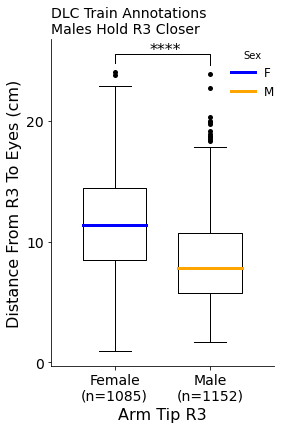 DLC Train Annotations
Males Hold R3 Closer
****
Sex
F
M
Distance From R3 To Eyes (cm)
20
10
0
Female
(n=1085)
Male
(n=1152)
Arm Tip R3